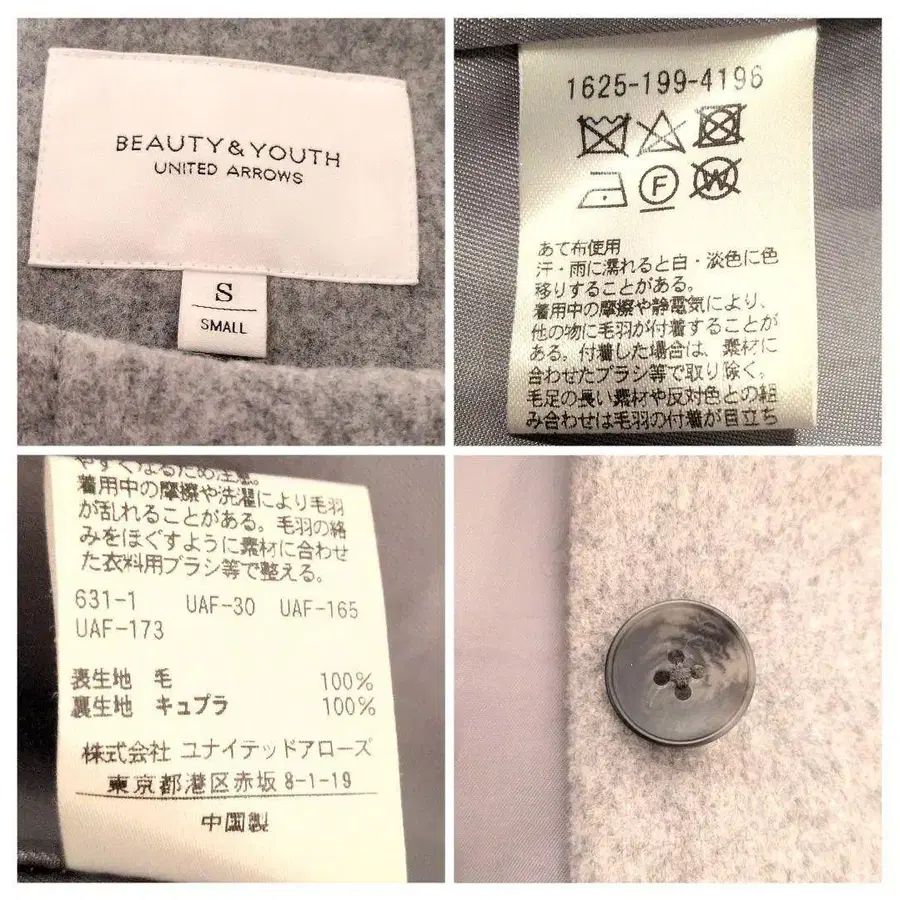 BEAUTY&YOUTH
UNITED ARROWS
S
SMALL
1625-199-4196
F
W
あて布使用
汗・雨に濡れると白・淡色に色
移りすることがある。
着用中の摩擦や静電気により、
他の物に毛羽が付着することが
ある。付着した場合は、素材に
合わせたブラシ等で取り除く。
毛足の長い素材や反対色との組
み合わせは毛羽の付着が目立ち
やすくなるため注意。
着用中の摩擦や洗濯により毛羽
が乱れることがある。毛羽の絡
みをほぐすように素材に合わせ
た衣料用ブラシ等で整える。
631-1 UAF-30 UAF-165
UAF-173
表生地 毛 100%
裏生地 キュプラ 100%
株式会社 ユナイテッドアローズ
東京都港区赤坂8-1-19
中国製